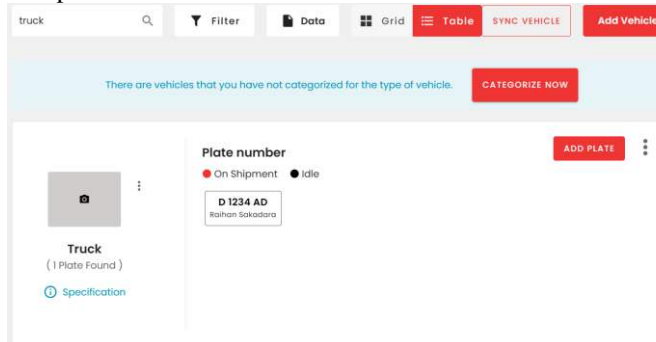 truck
Filter
Data
Grid
Table
SYNC VEHICLE
Add Vehicle
There are vehicles that you have not categorized for the type of vehicle.
CATEGORIZE NOW
Plate number
ADD PLATE
On Shipment
Idle
D 1234 AD
Raihan Sakadara
Truck
( 1 Plate Found )
Specification